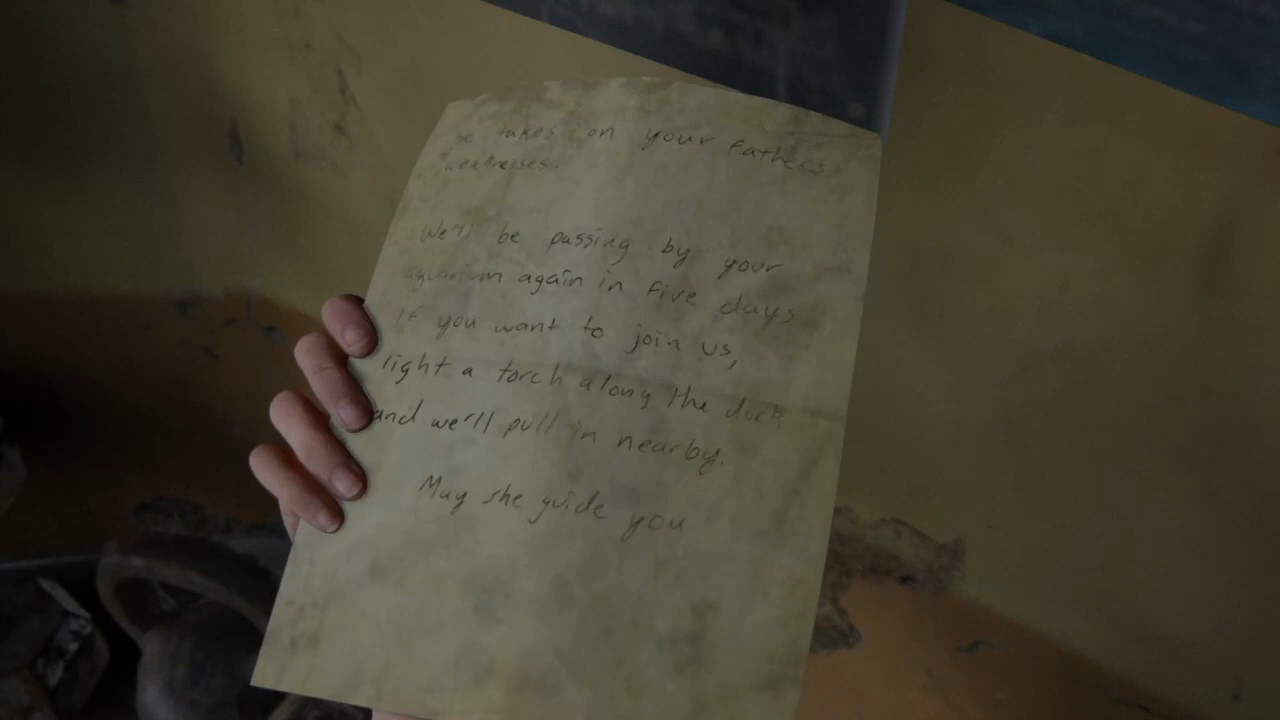 takes on your fathers
weaknesses.
We'll be passing by your
aquarium again in five days
If you want to join us,
light a torch along the dock
and we'll pull in nearby.
May she guide you